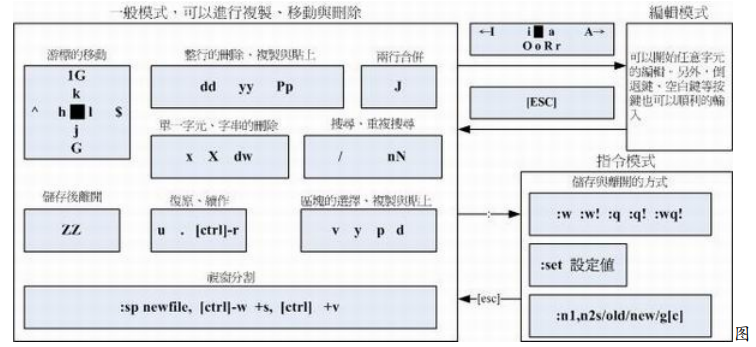 一般模式，可以進行複製、移動與刪除
游標的移動
1G
k
^ h l $
j
G
整行的刪除、複製與貼上
dd yy Pp
兩行合併
J
單一字元、字串的刪除
x X dw
搜尋、重複搜尋
/ nN
儲存後離開
ZZ
復原、續作
u . [ctrl]-r
區塊的選擇、複製與貼上
v y p d
視窗分割
:sp newfile, [ctrl]-w +s, [ctrl] +v
←I i a A→
O o R r
[ESC]
編輯模式
可以開始任意字元
的編輯。另外，倒
退鍵、空白鍵等按
鍵也可以順利的輸
入
:
[esc]
指令模式
儲存與離開的方式
:w :w! :q :q! :wq!
:set 設定值
:n1,n2s/old/new/g[c]
图